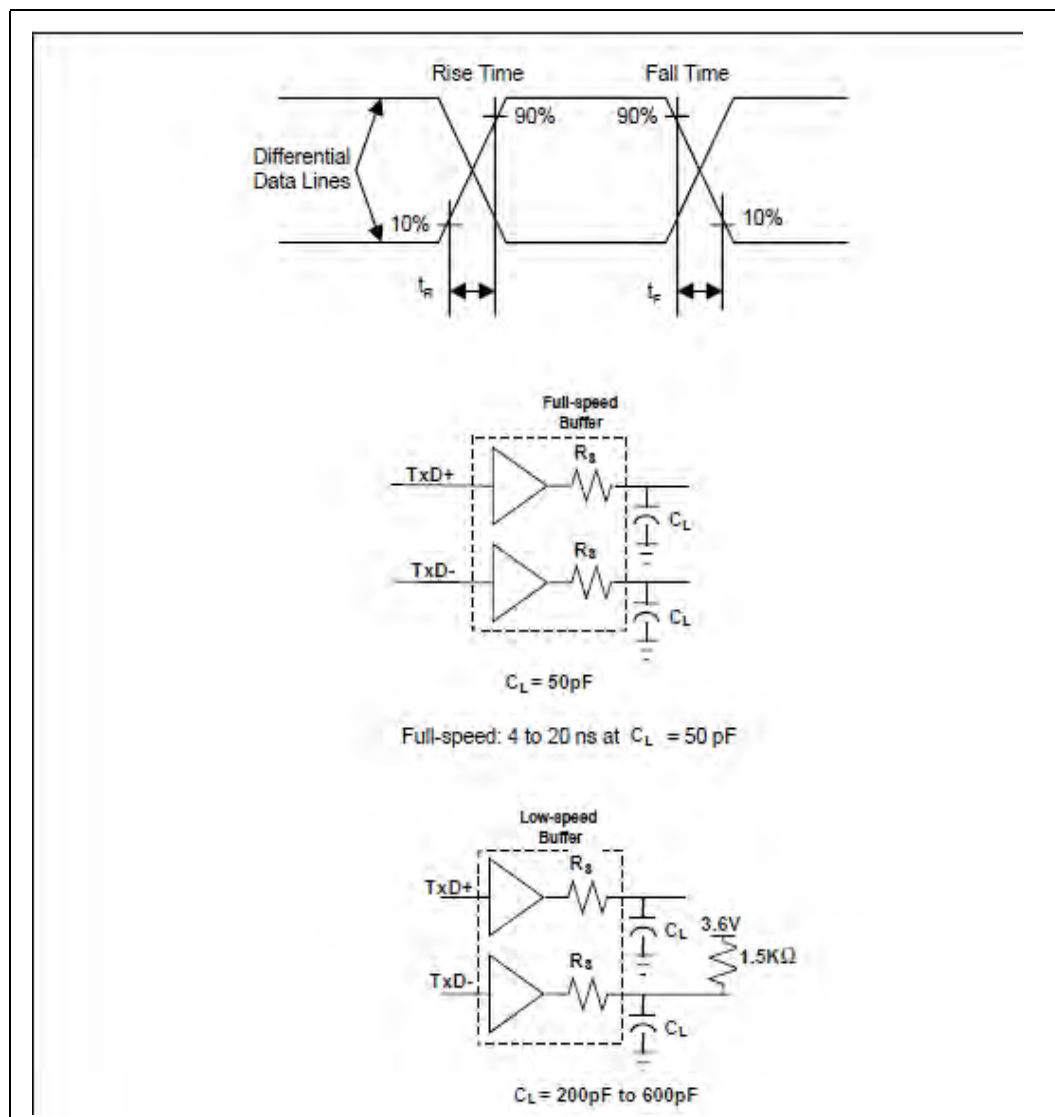 Rise Time
Fall Time
90%
90%
Differential
Data Lines
10%
10%
tR
tF
Full-speed
Buffer
TxD+
RS
CL
TxD-
RS
CL
CL = 50pF
Full-speed: 4 to 20 ns at CL = 50 pF
Low-speed
Buffer
TxD+
RS
CL
3.6V
1.5KΩ
TxD-
RS
CL
CL = 200pF to 600pF